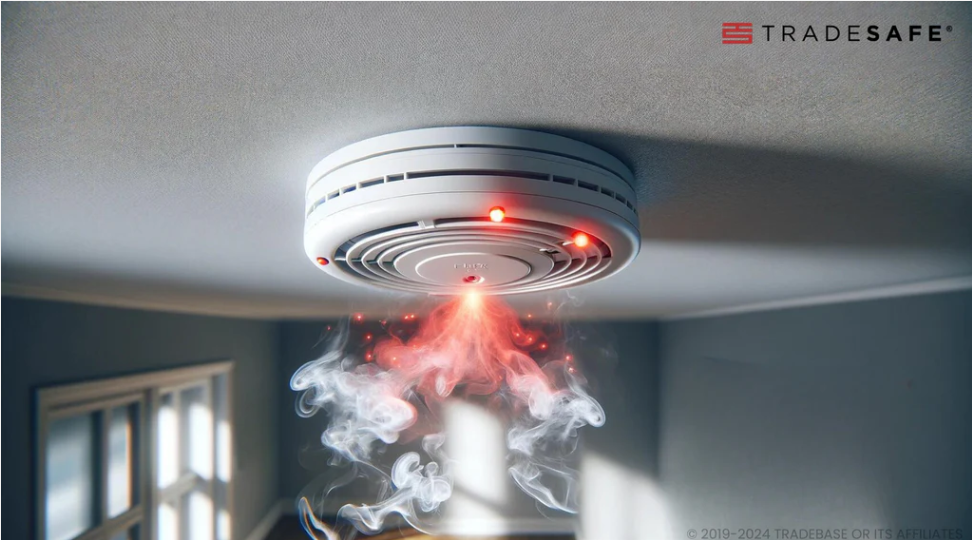 TRADESAFE®
© 2019-2024 TRADEBASE OR ITS AFFILIATES